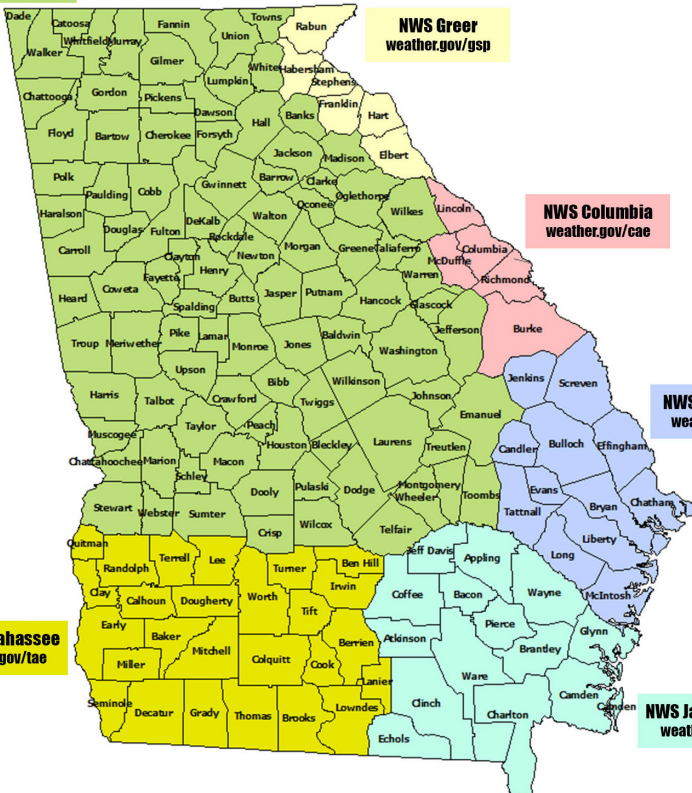 Dade
Catoosa
Fannin
Towns
Rabun
NWS Greer
weather.gov/gsp
Whitfield
Murray
Union
Walker
Gilmer
White
Habersham
Stephens
Lumpkin
Chattooga
Gordon
Pickens
Dawson
Franklin
Hart
Floyd
Bartow
Cherokee
Forsyth
Hall
Banks
Jackson
Madison
Elbert
Polk
Paulding
Cobb
Gwinnett
Barrow
Clarke
Oconee
Oglethorpe
Wilkes
Lincoln
NWS Columbia
weather.gov/cae
Haralson
Douglas
Fulton
DeKalb
Rockdale
Walton
Carroll
Clayton
Newton
Morgan
Greene
Taliaferro
Columbia
McDuffie
Fayette
Henry
Warren
Richmond
Heard
Coweta
Spalding
Butts
Jasper
Putnam
Hancock
Glascock
Troup
Meriwether
Pike
Lamar
Monroe
Jones
Baldwin
Washington
Jefferson
Burke
Upson
Bibb
Wilkinson
Jenkins
Screven
Harris
Talbot
Crawford
Twiggs
Johnson
Emanuel
NWS
wea
Muscogee
Taylor
Peach
Houston
Bleckley
Laurens
Treutlen
Candler
Bulloch
Effingham
Chattahoochee
Marion
Macon
Schley
Dooly
Pulaski
Dodge
Montgomery
Wheeler
Toombs
Evans
Bryan
Chatham
Stewart
Webster
Sumter
Crisp
Wilcox
Telfair
Tattnall
Liberty
Quitman
Randolph
Terrell
Lee
Turner
Ben Hill
Jeff Davis
Appling
Long
Clay
Calhoun
Dougherty
Worth
Irwin
Coffee
Bacon
Wayne
McIntosh
Early
Baker
Tift
Pierce
Glynn
ahassee
gov/tae
Miller
Mitchell
Colquitt
Cook
Berrien
Atkinson
Brantley
Lanier
Ware
Seminole
Decatur
Grady
Thomas
Brooks
Lowndes
Clinch
Charlton
Camden
Camden
NWS Ja
weath
Echols